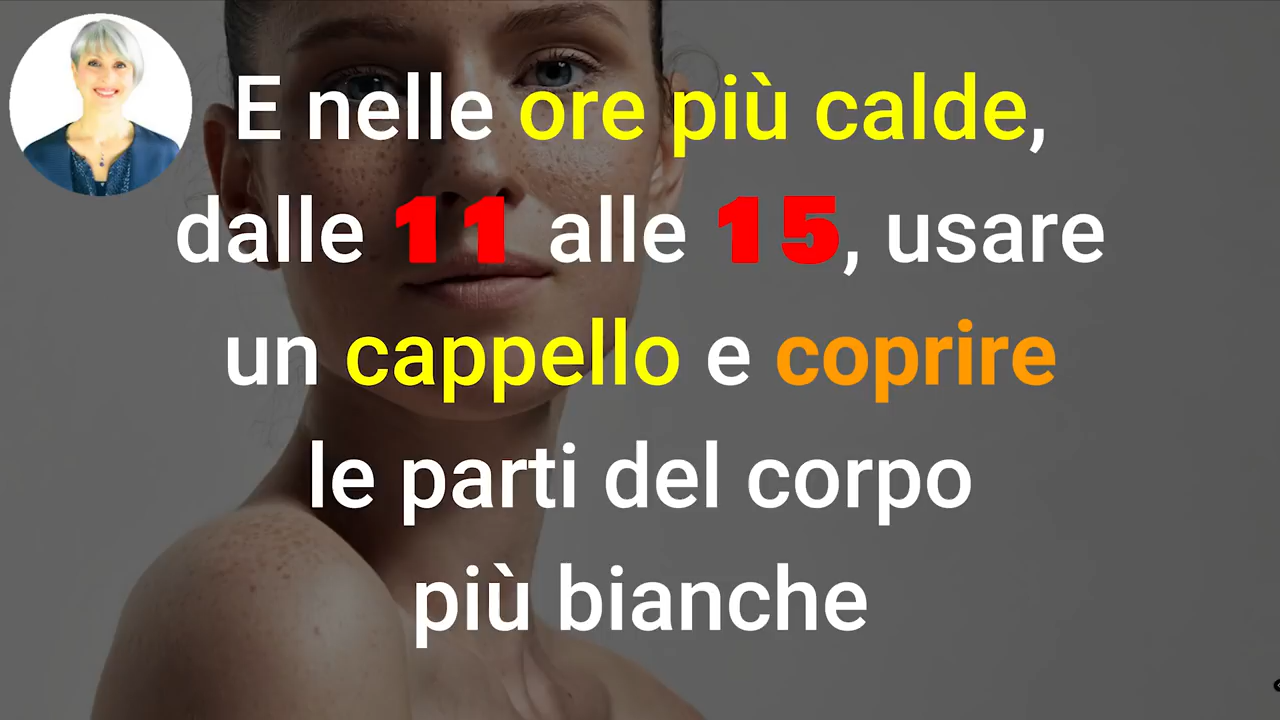 E nelle ore più calde,
dalle 11 alle 15, usare
un cappello e coprire
le parti del corpo
più bianche